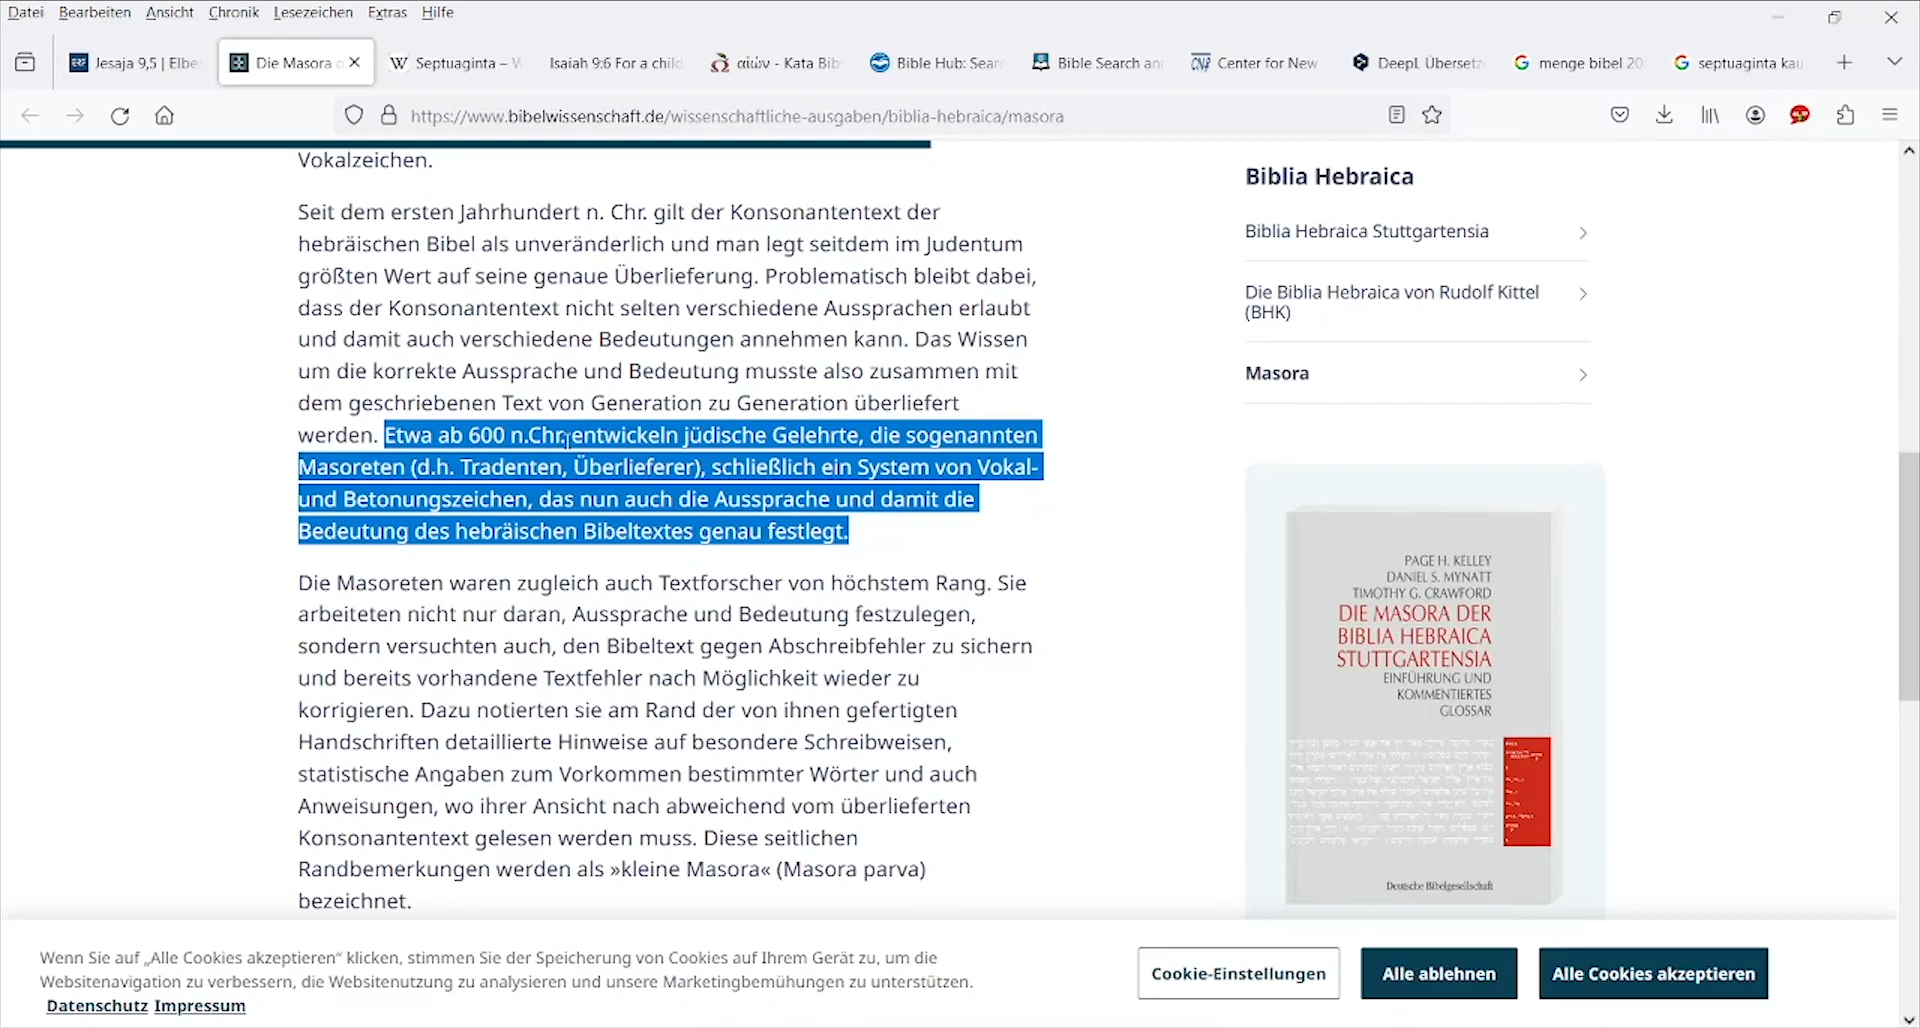 Datei Bearbeiten Ansicht Chronik Lesezeichen Extras Hilfe
Jesaja 9,5 | Elbe
Die Masora
Septuaginta –
Isaiah 9:6 For a child
αἰών - Kata Bib
Bible Hub: Sear
Bible Search an
Center for New
DeepL Übersetz
menge bibel 20
septuaginta kau
https://www.bibelwissenschaft.de/wissenschaftliche-ausgaben/biblia-hebraica/masora
Vokalzeichen.
Seit dem ersten Jahrhundert n. Chr. gilt der Konsonantentext der
hebräischen Bibel als unveränderlich und man legt seitdem im Judentum
größten Wert auf seine genaue Überlieferung. Problematisch bleibt dabei,
dass der Konsonantentext nicht selten verschiedene Aussprachen erlaubt
und damit auch verschiedene Bedeutungen annehmen kann. Das Wissen
um die korrekte Aussprache und Bedeutung musste also zusammen mit
dem geschriebenen Text von Generation zu Generation überliefert
werden. Etwa ab 600 n.Chr. entwickeln jüdische Gelehrte, die sogenannten
Masoreten (d.h. Tradenten, Überlieferer), schließlich ein System von Vokal-
und Betonungszeichen, das nun auch die Aussprache und damit die
Bedeutung des hebräischen Bibeltextes genau festlegt.
Die Masoreten waren zugleich auch Textforscher von höchstem Rang. Sie
arbeiteten nicht nur daran, Aussprache und Bedeutung festzulegen,
sondern versuchten auch, den Bibeltext gegen Abschreibfehler zu sichern
und bereits vorhandene Textfehler nach Möglichkeit wieder zu
korrigieren. Dazu notierten sie am Rand der von ihnen gefertigten
Handschriften detaillierte Hinweise auf besondere Schreibweisen,
statistische Angaben zum Vorkommen bestimmter Wörter und auch
Anweisungen, wo ihrer Ansicht nach abweichend vom überlieferten
Konsonantentext gelesen werden muss. Diese seitlichen
Randbemerkungen werden als »kleine Masora« (Masora parva)
bezeichnet.
Biblia Hebraica
Biblia Hebraica Stuttgartensia
Die Biblia Hebraica von Rudolf Kittel
(BHK)
Masora
PAGE H. KELLEY
DANIEL S. MYNATT
TIMOTHY G. CRAWFORD
DIE MASORA DER
BIBLIA HEBRAICA
STUTTGARTENSIA
EINFÜHRUNG UND
KOMMENTIERTES
GLOSSAR
Deutsche Bibelgesellschaft
Wenn Sie auf „Alle Cookies akzeptieren“ klicken, stimmen Sie der Speicherung von Cookies auf Ihrem Gerät zu, um die
Websitenavigation zu verbessern, die Websitenutzung zu analysieren und unsere Marketingbemühungen zu unterstützen.
Datenschutz Impressum
Cookie-Einstellungen
Alle ablehnen
Alle Cookies akzeptieren